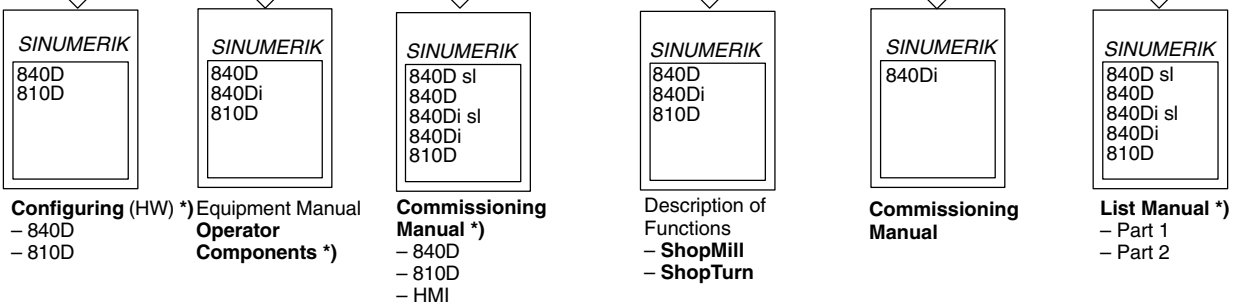 SINUMERIK
840D
810D
Configuring (HW) *)
– 840D
– 810D
SINUMERIK
840D
840Di
810D
Equipment Manual
Operator
Components *)
SINUMERIK
840D sl
840D
840Di sl
840Di
810D
Commissioning
Manual *)
– 840D
– 810D
– HMI
SINUMERIK
840D
840Di
810D
Description of
Functions
– ShopMill
– ShopTurn
SINUMERIK
840Di
Commissioning
Manual
SINUMERIK
840D sl
840D
840Di sl
840Di
810D
List Manual *)
– Part 1
– Part 2